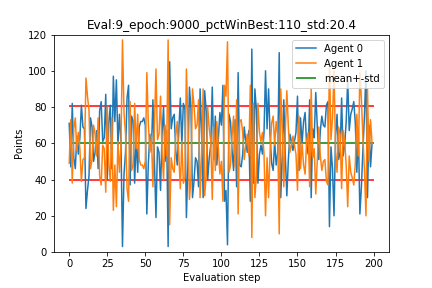 Eval:9_epoch:9000_pctWinBest:110_std:20.4
120
100
80
60
40
20
0
Points
Agent 0
Agent 1
mean+-std
0 25 50 75 100 125 150 175 200
Evaluation step